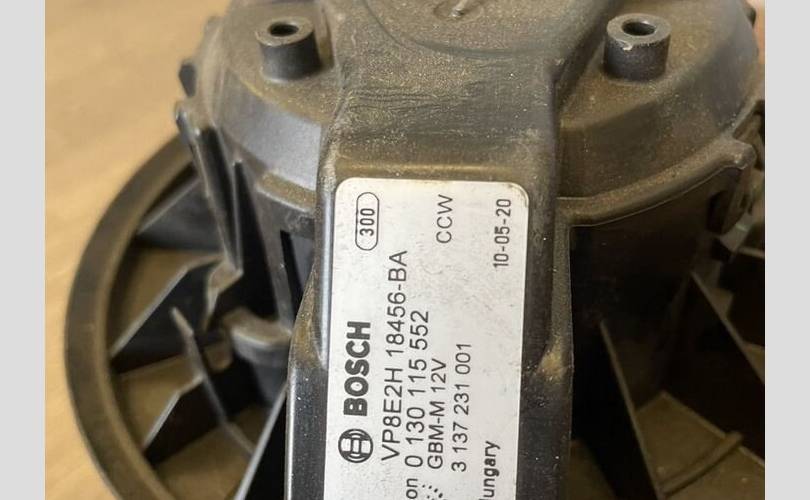 300
CCW
10-05-20
BOSCH
VP8E2H 18456-BA
0 130 115 552
GBM-M 12V
3 137 231 001